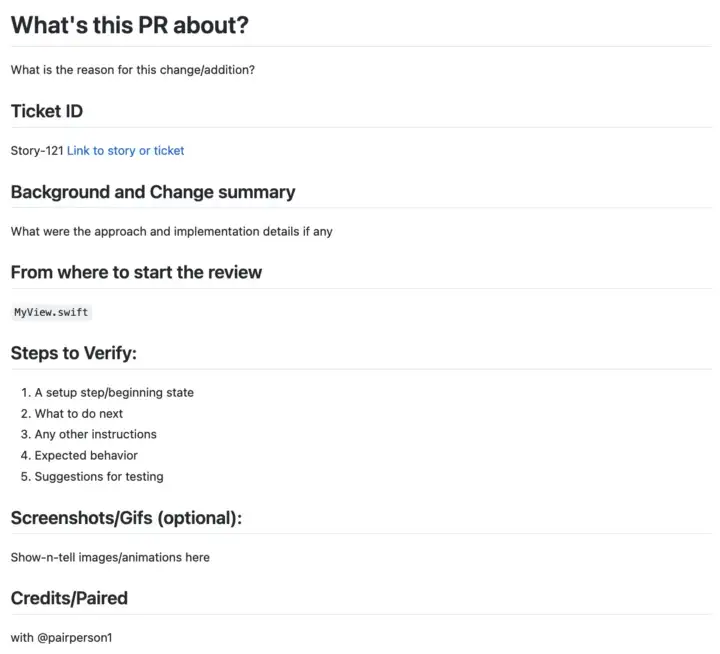 What's this PR about?
What is the reason for this change/addition?
Ticket ID
Story-121 Link to story or ticket
Background and Change summary
What were the approach and implementation details if any
From where to start the review
MyView.swift
Steps to Verify:
1. A setup step/beginning state
2. What to do next
3. Any other instructions
4. Expected behavior
5. Suggestions for testing
Screenshots/Gifs (optional):
Show-n-tell images/animations here
Credits/Paired
with @pairperson1